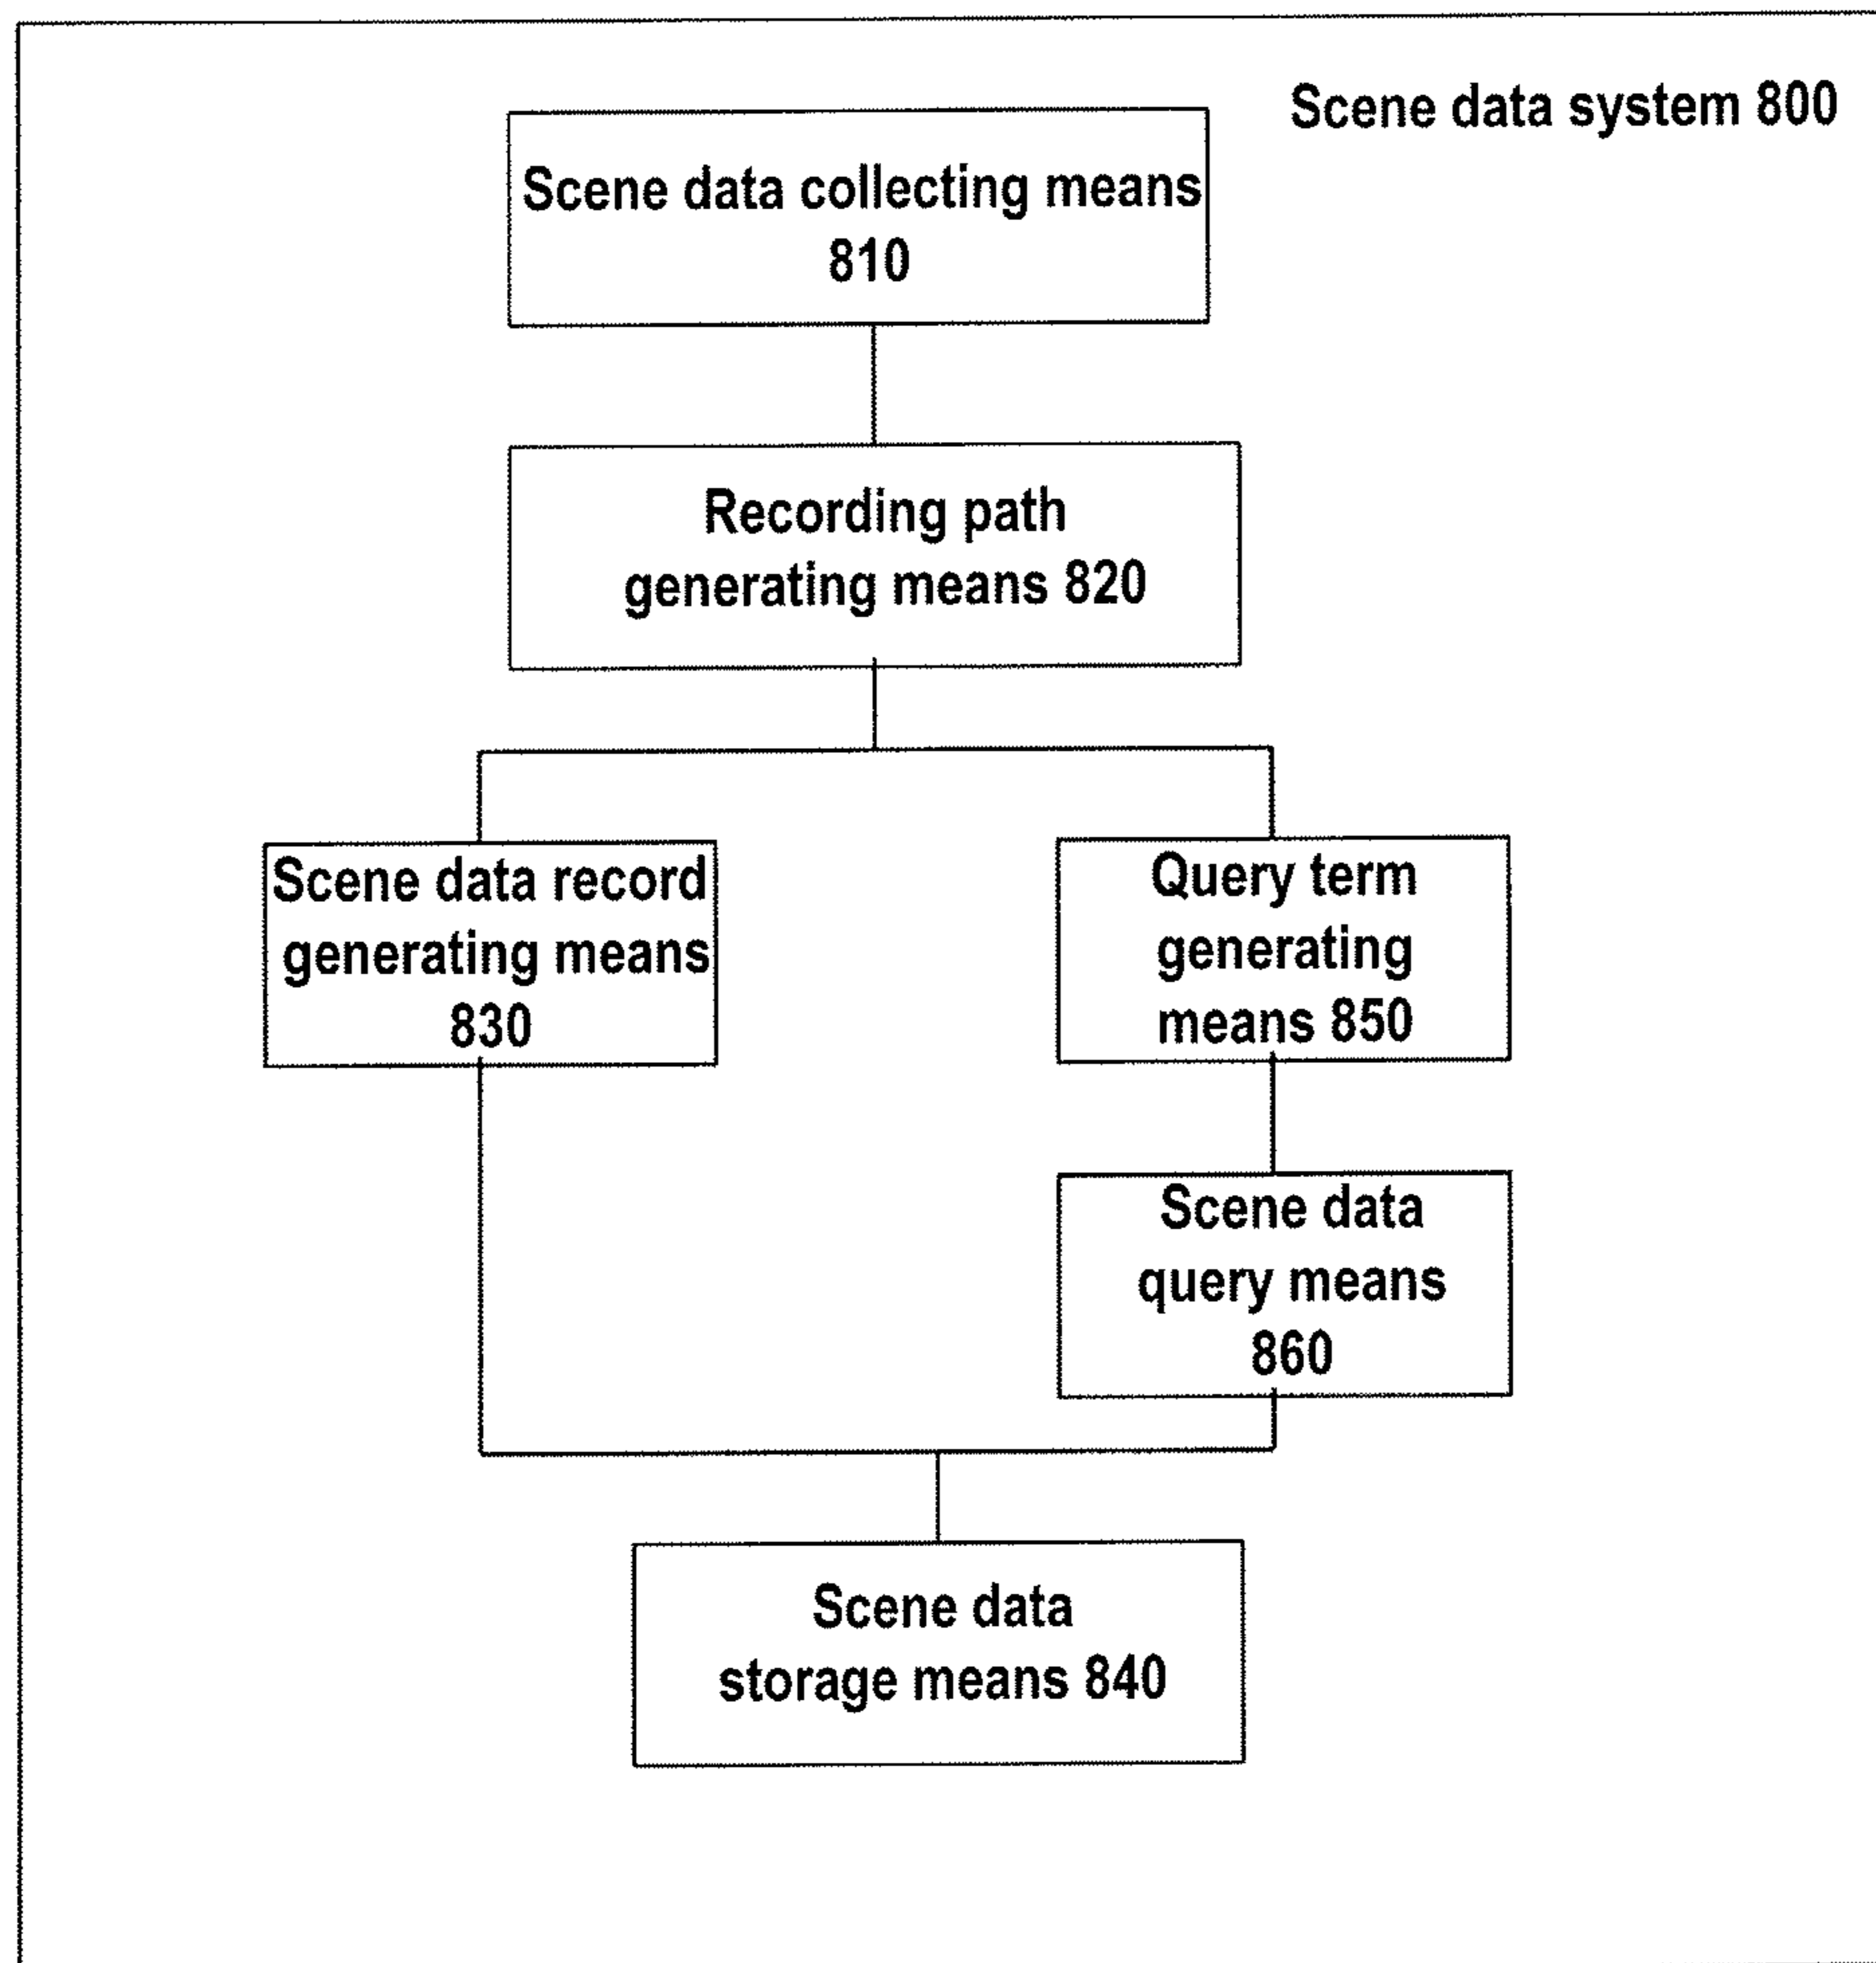 Scene data system 800
Scene data collecting means
810
Recording path
generating means 820
Scene data record
generating means
830
Query term
generating
means 850
Scene data
query means
860
Scene data
storage means 840